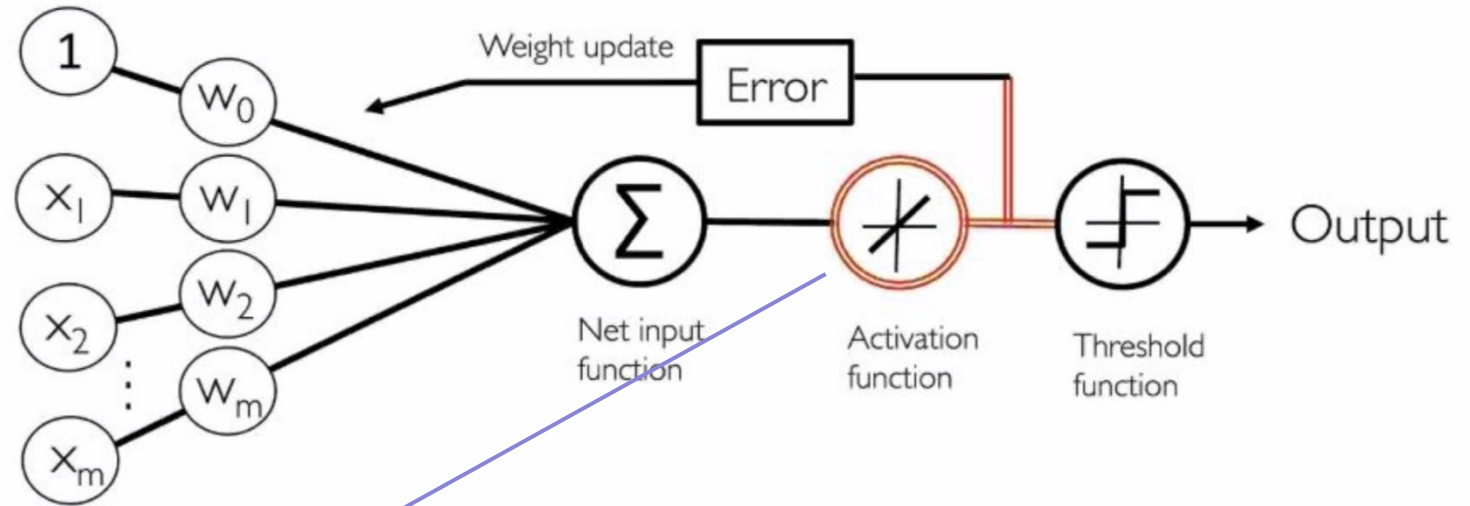 1
Weight update
Error
w₀
x₁
w₁
Σ
Output
w₂
x₂
Net input
function
Activation
function
Threshold
function
⋮
wₘ
xₘ